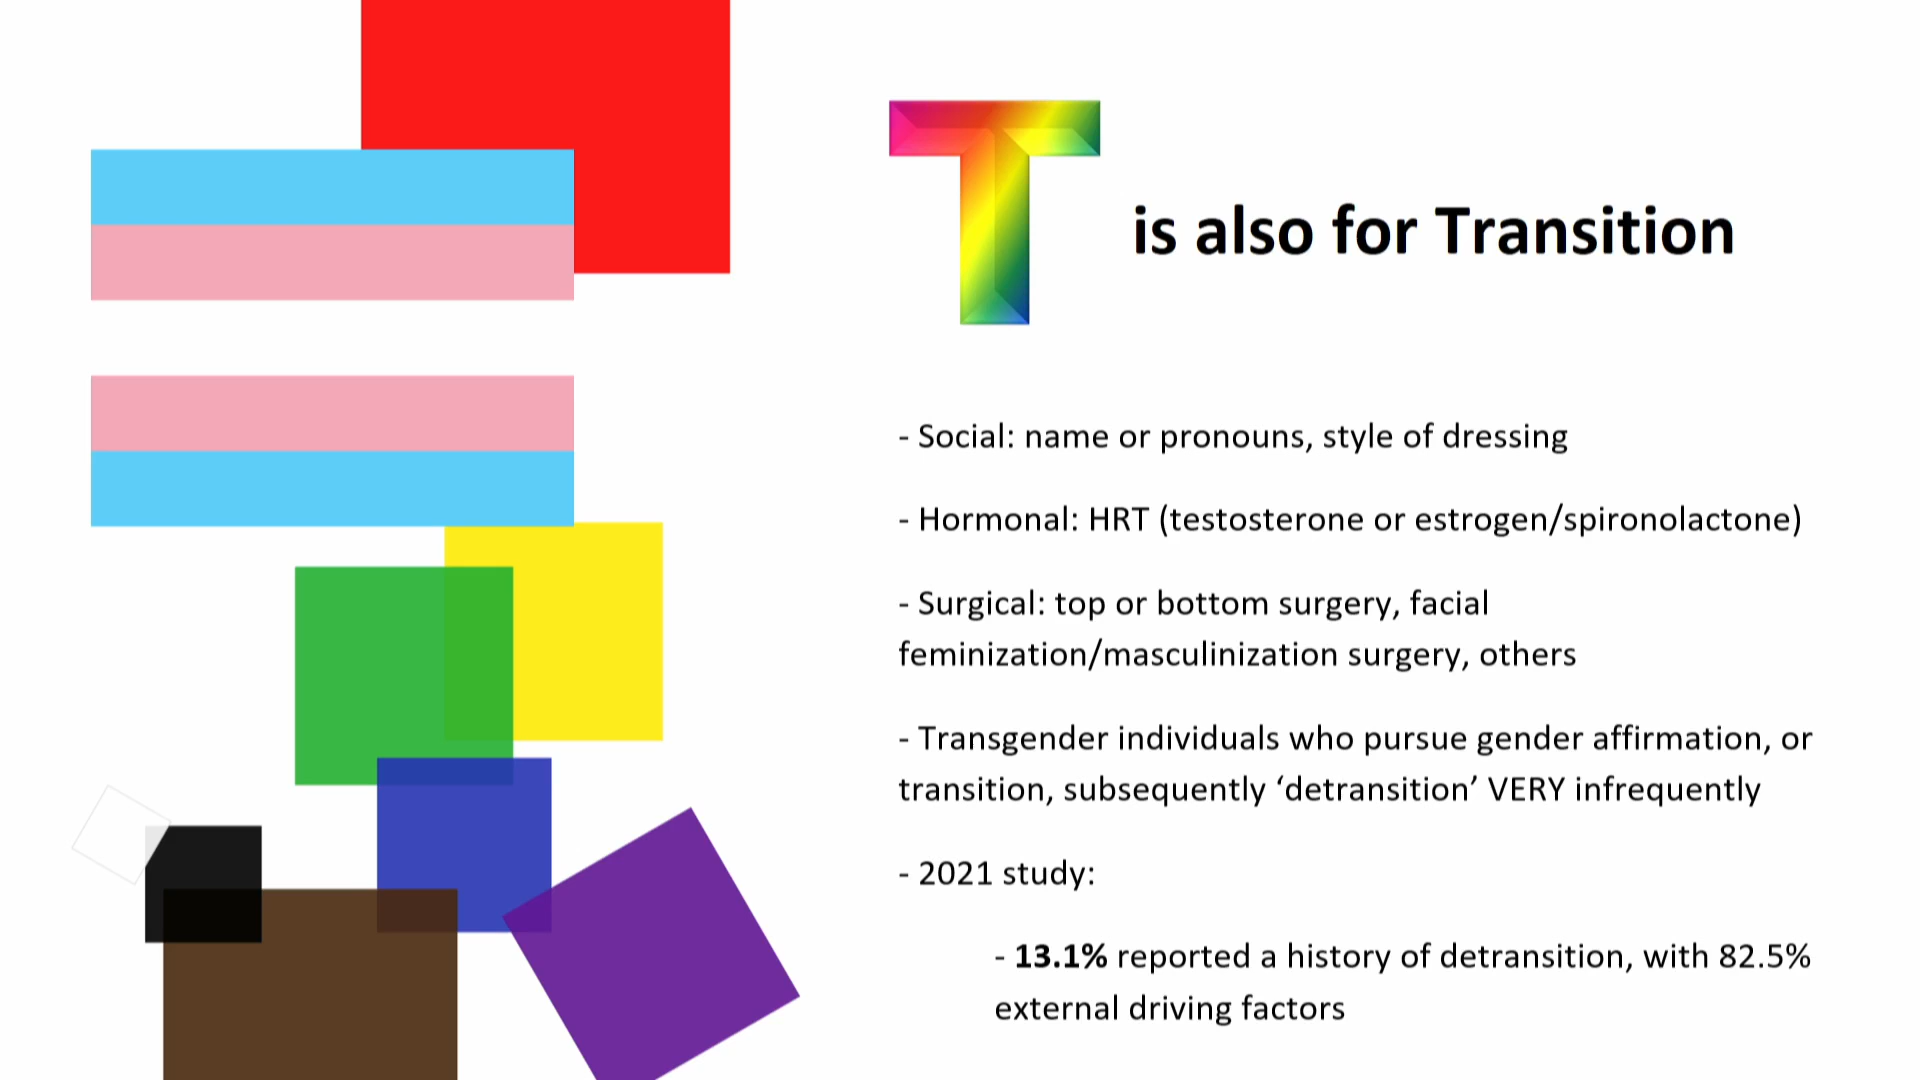 T is also for Transition
- Social: name or pronouns, style of dressing
- Hormonal: HRT (testosterone or estrogen/spironolactone)
- Surgical: top or bottom surgery, facial
feminization/masculinization surgery, others
- Transgender individuals who pursue gender affirmation, or
transition, subsequently ‘detransition’ VERY infrequently
- 2021 study:
- 13.1% reported a history of detransition, with 82.5%
external driving factors